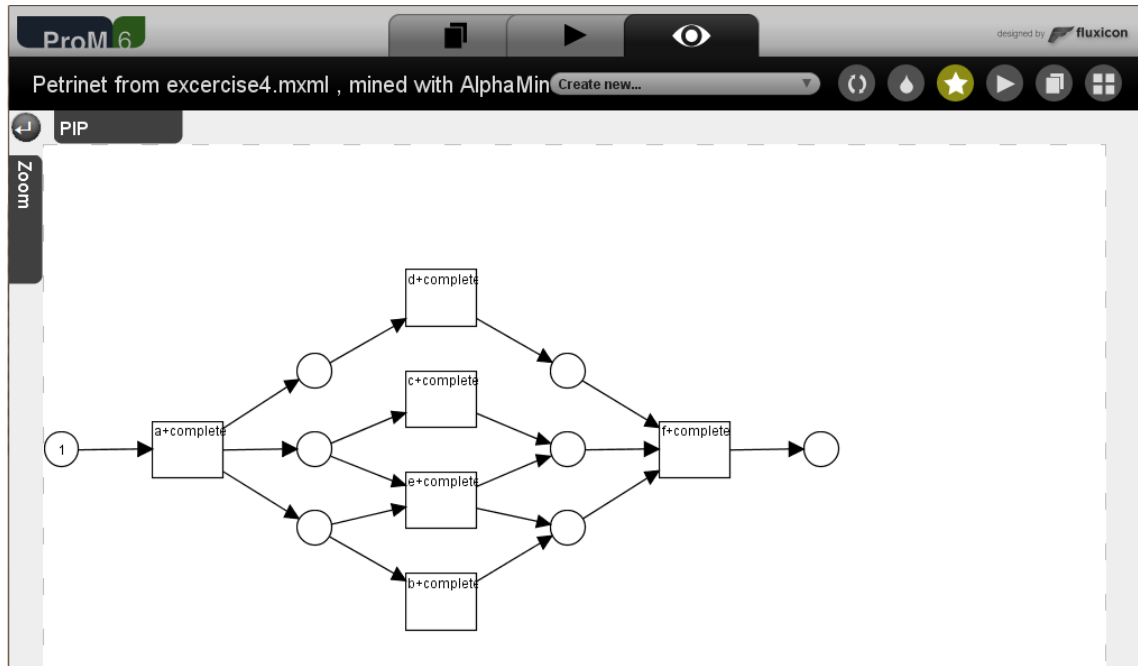 ProM 6
designed by fluxicon
Petrinet from excercise4.mxml , mined with AlphaMin
Create new...
PIP
Zoom
d+complete
c+complete
1
a+complete
f+complete
e+complete
b+complete